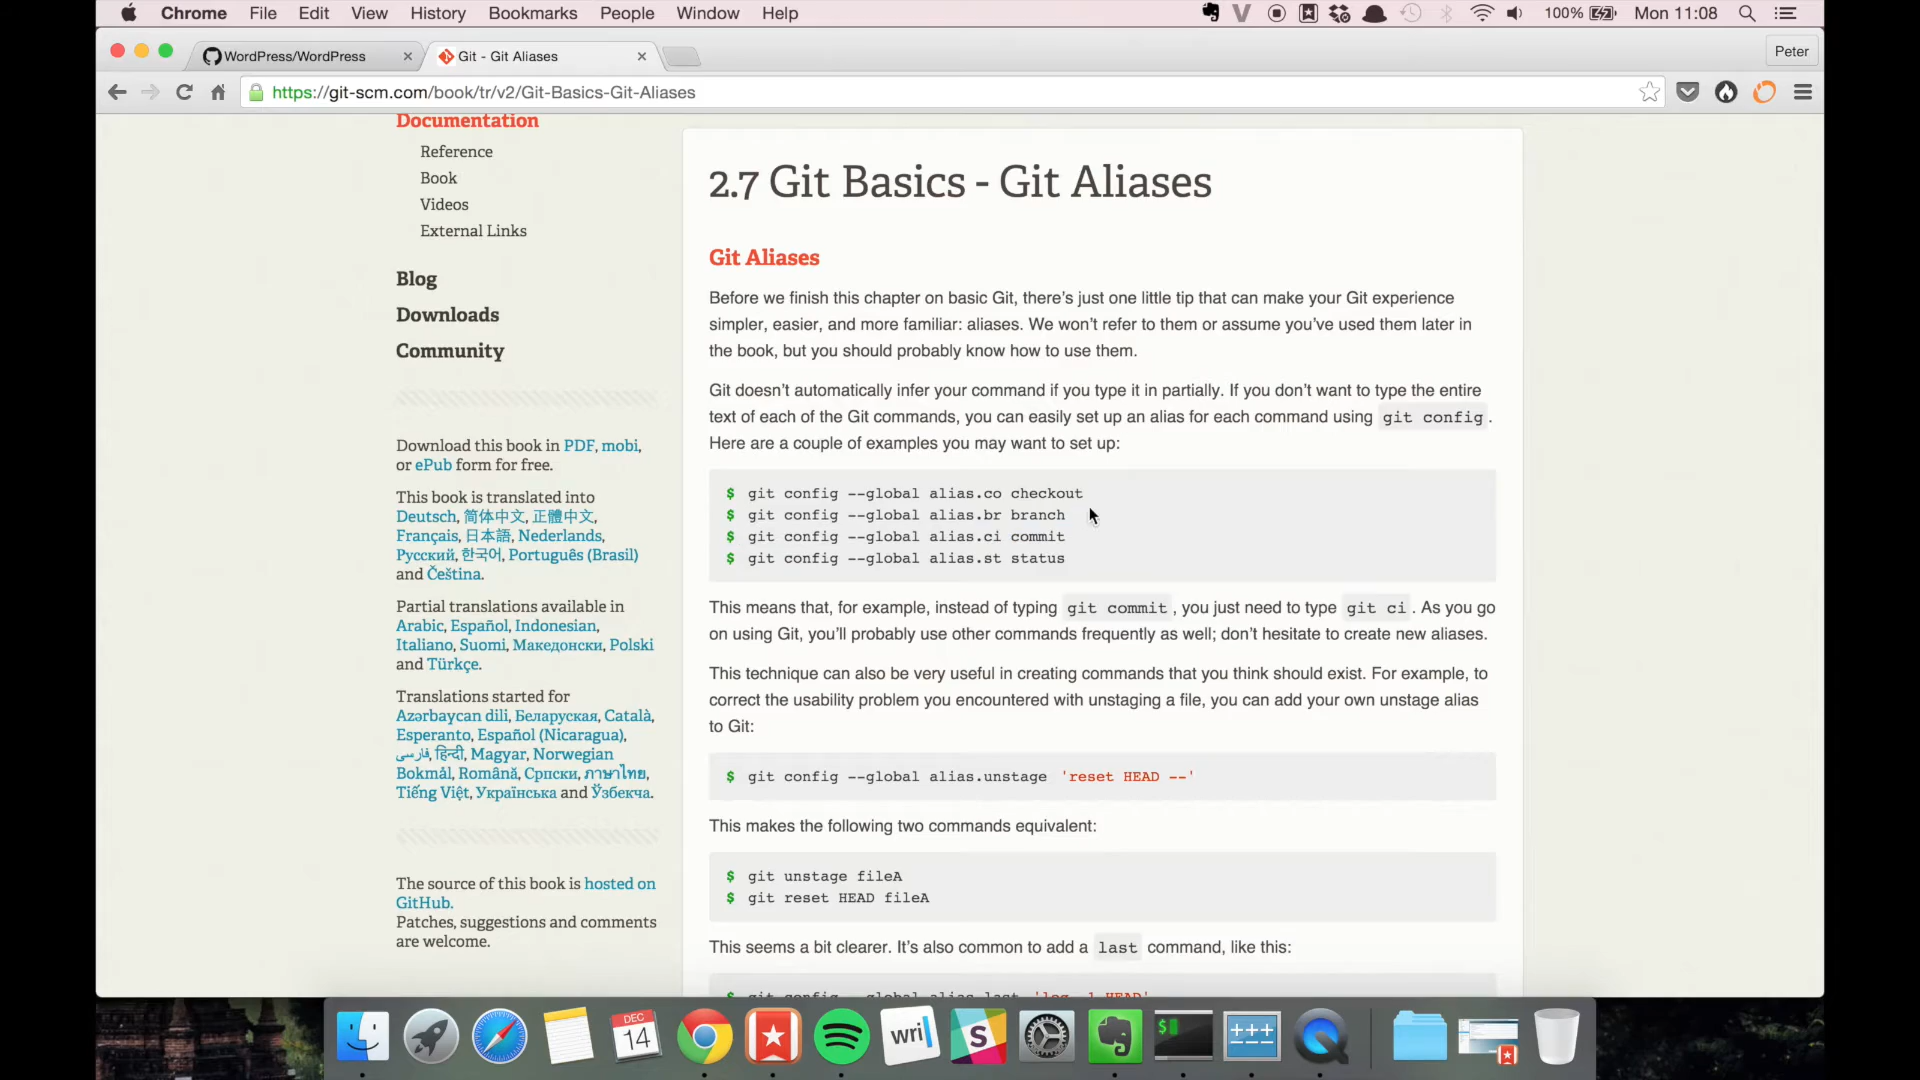 Chrome File Edit View History Bookmarks People Window Help 100% Mon 11:08
WordPress/WordPress
Git - Git Aliases
Peter
https://git-scm.com/book/tr/v2/Git-Basics-Git-Aliases
Documentation
Reference
Book
Videos
External Links
Blog
Downloads
Community
Download this book in PDF, mobi,
or ePub form for free.
This book is translated into
Deutsch, 简体中文, 正體中文,
Français, 日本語, Nederlands,
Русский, 한국어, Português (Brasil)
and Čeština.
Partial translations available in
Arabic, Español, Indonesian,
Italiano, Suomi, Македонски, Polski
and Türkçe.
Translations started for
Azərbaycan dili, Беларуская, Català,
Esperanto, Español (Nicaragua),
فارسی, हिन्दी, Magyar, Norwegian
Bokmål, Română, Српски, ภาษาไทย,
Tiếng Việt, Українська and Ўзбекча.
The source of this book is hosted on
GitHub.
Patches, suggestions and comments
are welcome.
2.7 Git Basics - Git Aliases
Git Aliases
Before we finish this chapter on basic Git, there’s just one little tip that can make your Git experience
simpler, easier, and more familiar: aliases. We won’t refer to them or assume you’ve used them later in
the book, but you should probably know how to use them.
Git doesn’t automatically infer your command if you type it in partially. If you don’t want to type the entire
text of each of the Git commands, you can easily set up an alias for each command using git config.
Here are a couple of examples you may want to set up:
$ git config --global alias.co checkout
$ git config --global alias.br branch
$ git config --global alias.ci commit
$ git config --global alias.st status
This means that, for example, instead of typing git commit, you just need to type git ci. As you go
on using Git, you’ll probably use other commands frequently as well; don’t hesitate to create new aliases.
This technique can also be very useful in creating commands that you think should exist. For example, to
correct the usability problem you encountered with unstaging a file, you can add your own unstage alias
to Git:
$ git config --global alias.unstage 'reset HEAD --'
This makes the following two commands equivalent:
$ git unstage fileA
$ git reset HEAD fileA
This seems a bit clearer. It’s also common to add a last command, like this:
$ git config --global alias.last 'log -1 HEAD'
DEC
14
wri
$